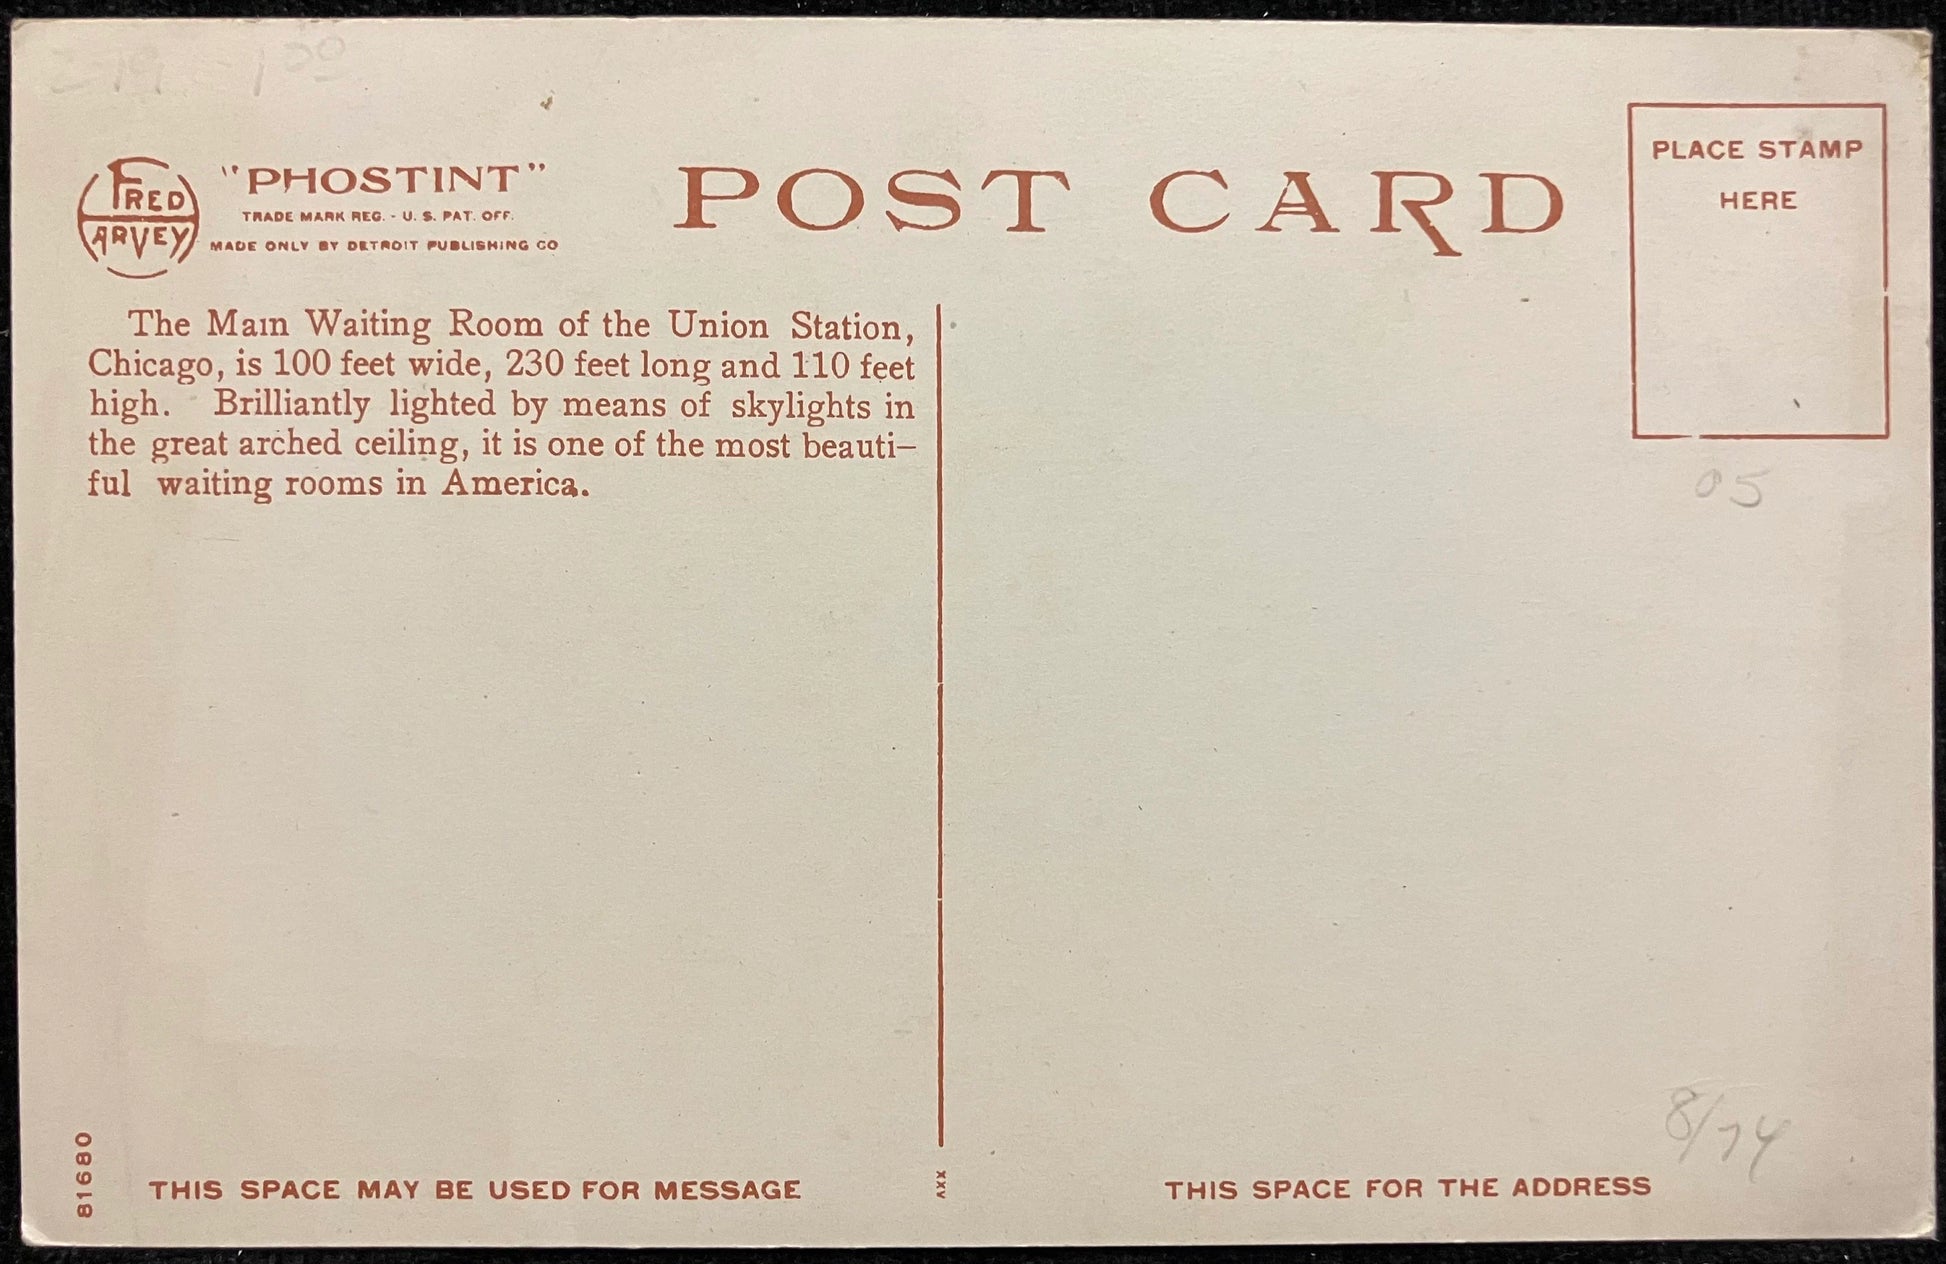 279 - 1 00
FRED
HARVEY
"PHOSTINT"
TRADE MARK REG. - U. S. PAT. OFF.
MADE ONLY BY DETROIT PUBLISHING CO
POST CARD
PLACE STAMP
HERE
The Main Waiting Room of the Union Station,
Chicago, is 100 feet wide, 230 feet long and 110 feet
high. Brilliantly lighted by means of skylights in
the great arched ceiling, it is one of the most beauti-
ful waiting rooms in America.
05
8/74
81680
THIS SPACE MAY BE USED FOR MESSAGE
XXV
THIS SPACE FOR THE ADDRESS